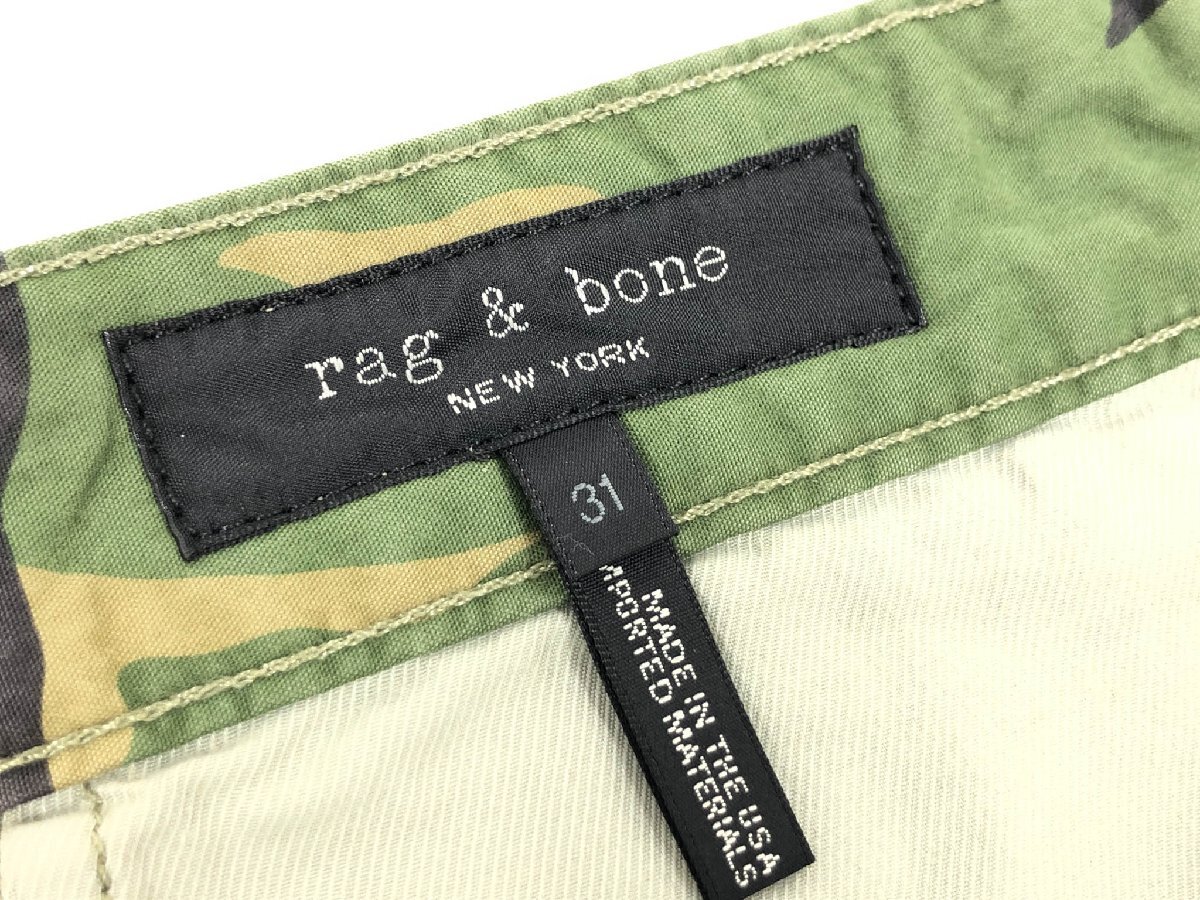 rag & bone
NEW YORK
31
MADE IN THE USA
IMPORTED MATERIALS